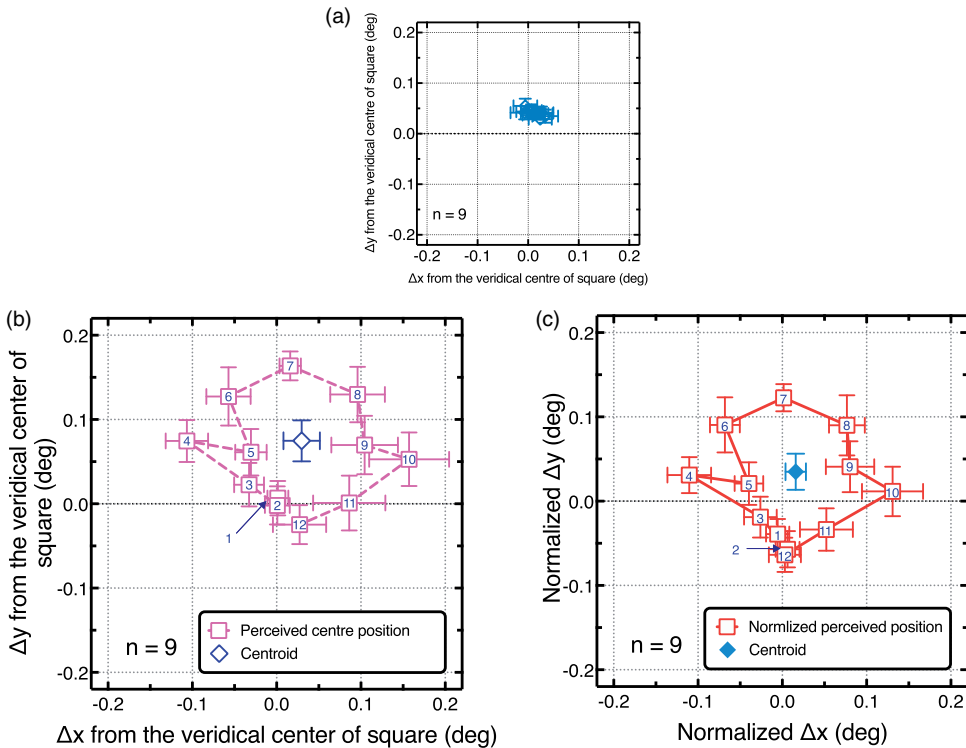 (a)
Δy from the veridical centre of square (deg)
0.2
0.1
0.0
-0.1
-0.2
n = 9
-0.2 -0.1 0.0 0.1 0.2
Δx from the veridical centre of square (deg)
(b)
Δy from the veridical center of
square (deg)
0.2
0.1
0.0
-0.1
-0.2
7
6
8
4
5
9
10
3
2
11
12
1
Perceived centre position
Centroid
n = 9
-0.2 -0.1 0.0 0.1 0.2
Δx from the veridical center of square (deg)
(c)
Normalized Δy (deg)
0.2
0.1
0.0
-0.1
-0.2
7
6
8
4
5
9
10
3
1
11
2
12
Normlized perceived position
Centroid
n = 9
-0.2 -0.1 0.0 0.1 0.2
Normalized Δx (deg)